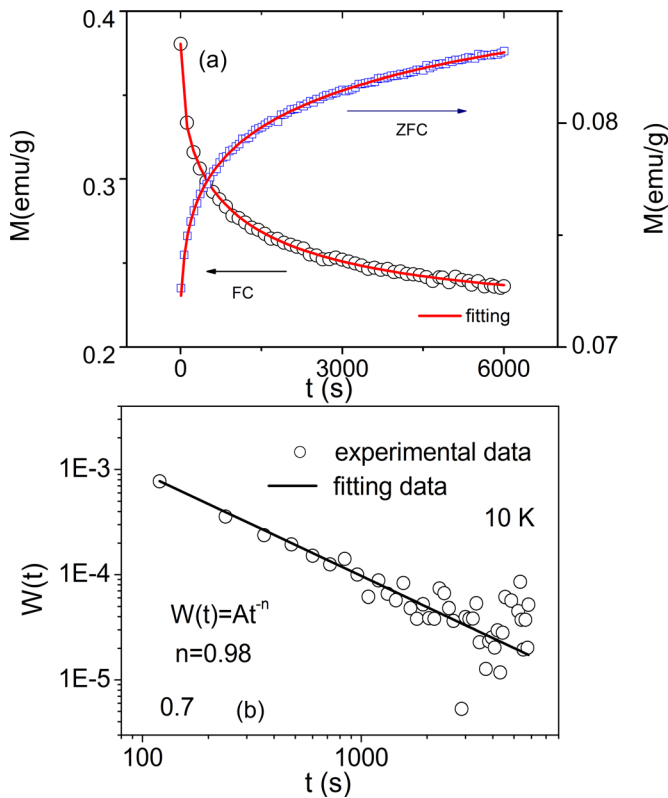 0.4
(a)
0.08
ZFC
M(emu/g)
M(emu/g)
0.3
FC
fitting
0.2
0.07
0
3000
6000
t (s)
1E-3
experimental data
fitting data
10 K
W(t)
1E-4
W(t)=At⁻ⁿ
n=0.98
1E-5
0.7
(b)
100
1000
t (s)